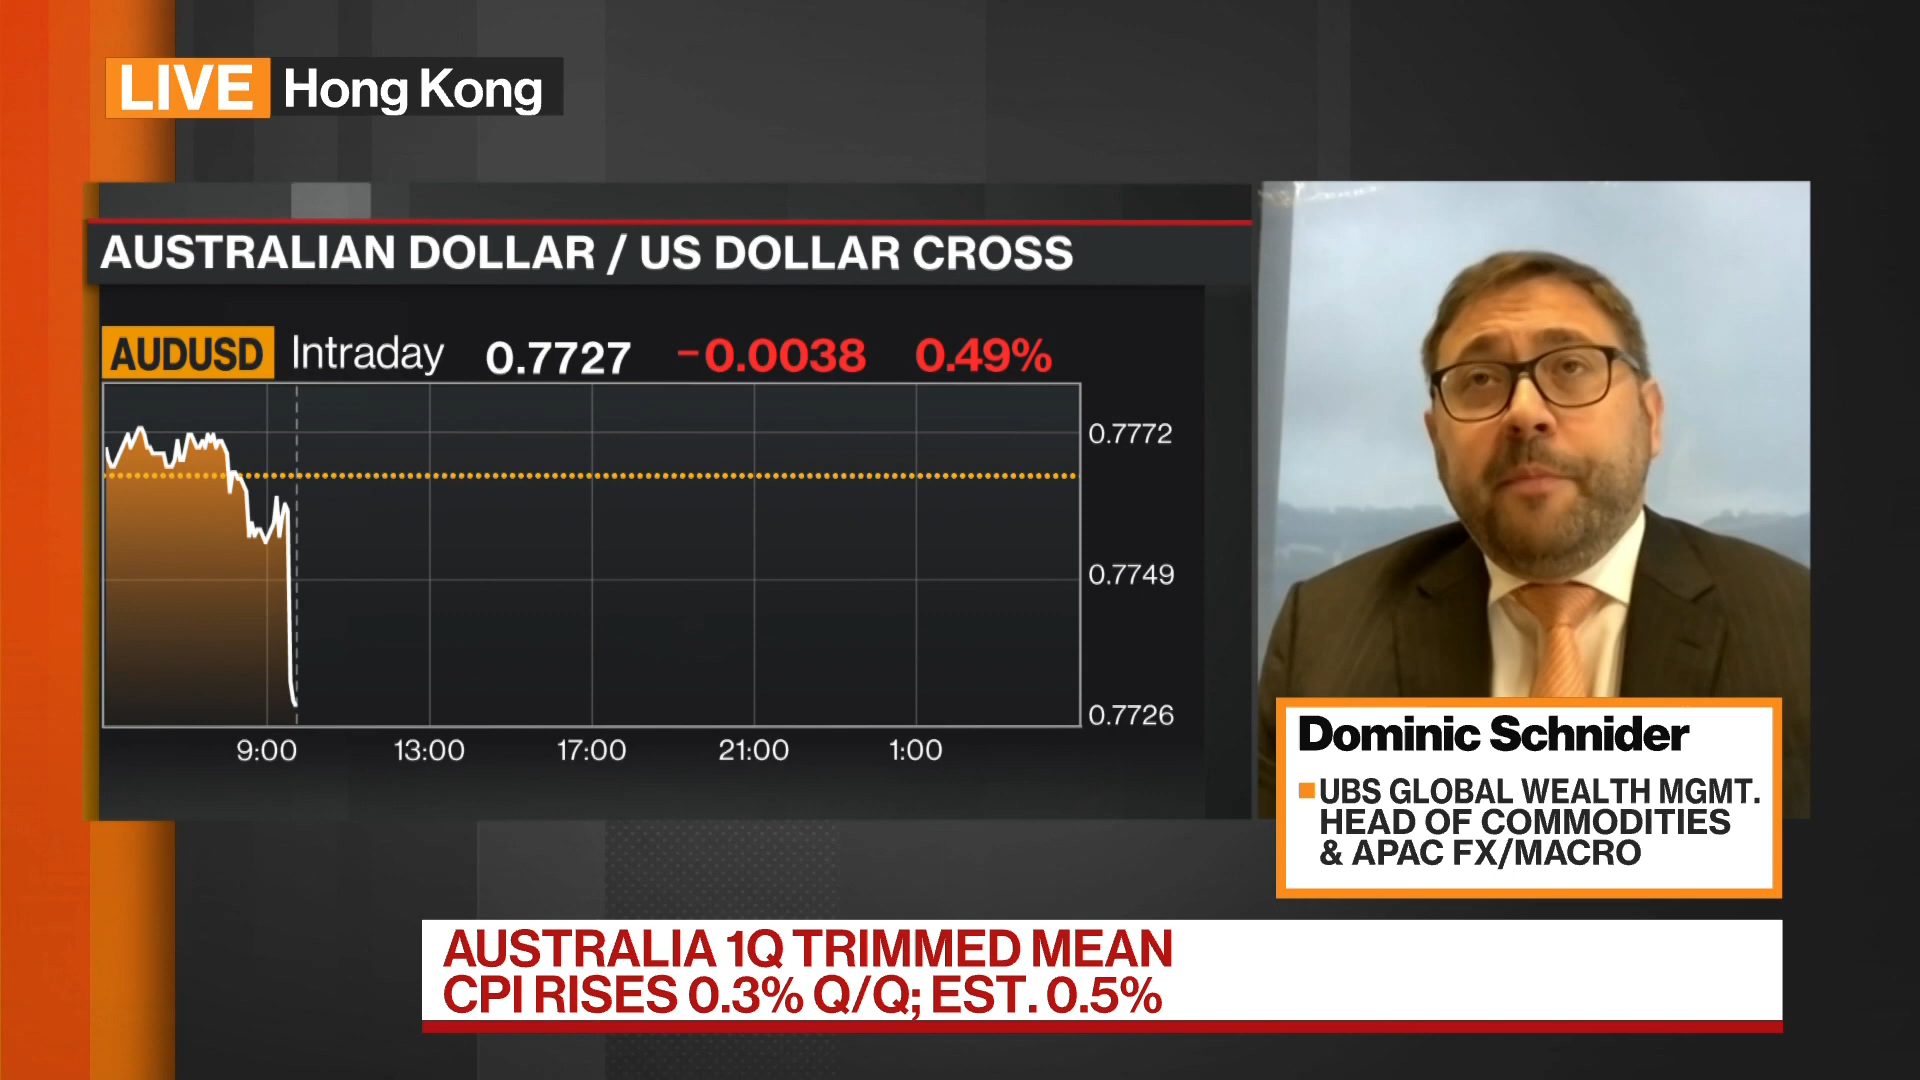 LIVE Hong Kong
AUSTRALIAN DOLLAR / US DOLLAR CROSS
AUDUSD Intraday 0.7727 -0.0038 0.49%
0.7772
0.7749
0.7726
9:00 13:00 17:00 21:00 1:00
Dominic Schnider
UBS GLOBAL WEALTH MGMT.
HEAD OF COMMODITIES
& APAC FX/MACRO
AUSTRALIA 1Q TRIMMED MEAN
CPI RISES 0.3% Q/Q; EST. 0.5%